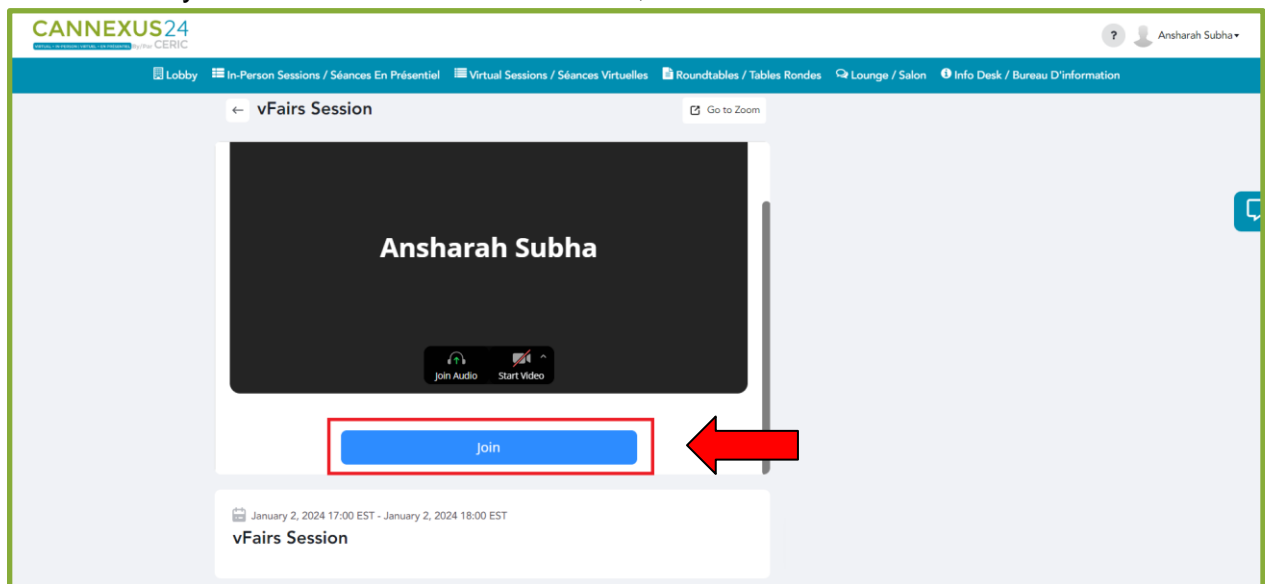 CANNEXUS24
By/Par CERIC
? Ansharah Subha
Lobby In-Person Sessions / Séances En Présentiel Virtual Sessions / Séances Virtuelles Roundtables / Tables Rondes Lounge / Salon Info Desk / Bureau D'information
← vFairs Session Go to Zoom
Ansharah Subha
Join Audio Start Video
Join
January 2, 2024 17:00 EST - January 2, 2024 18:00 EST
vFairs Session